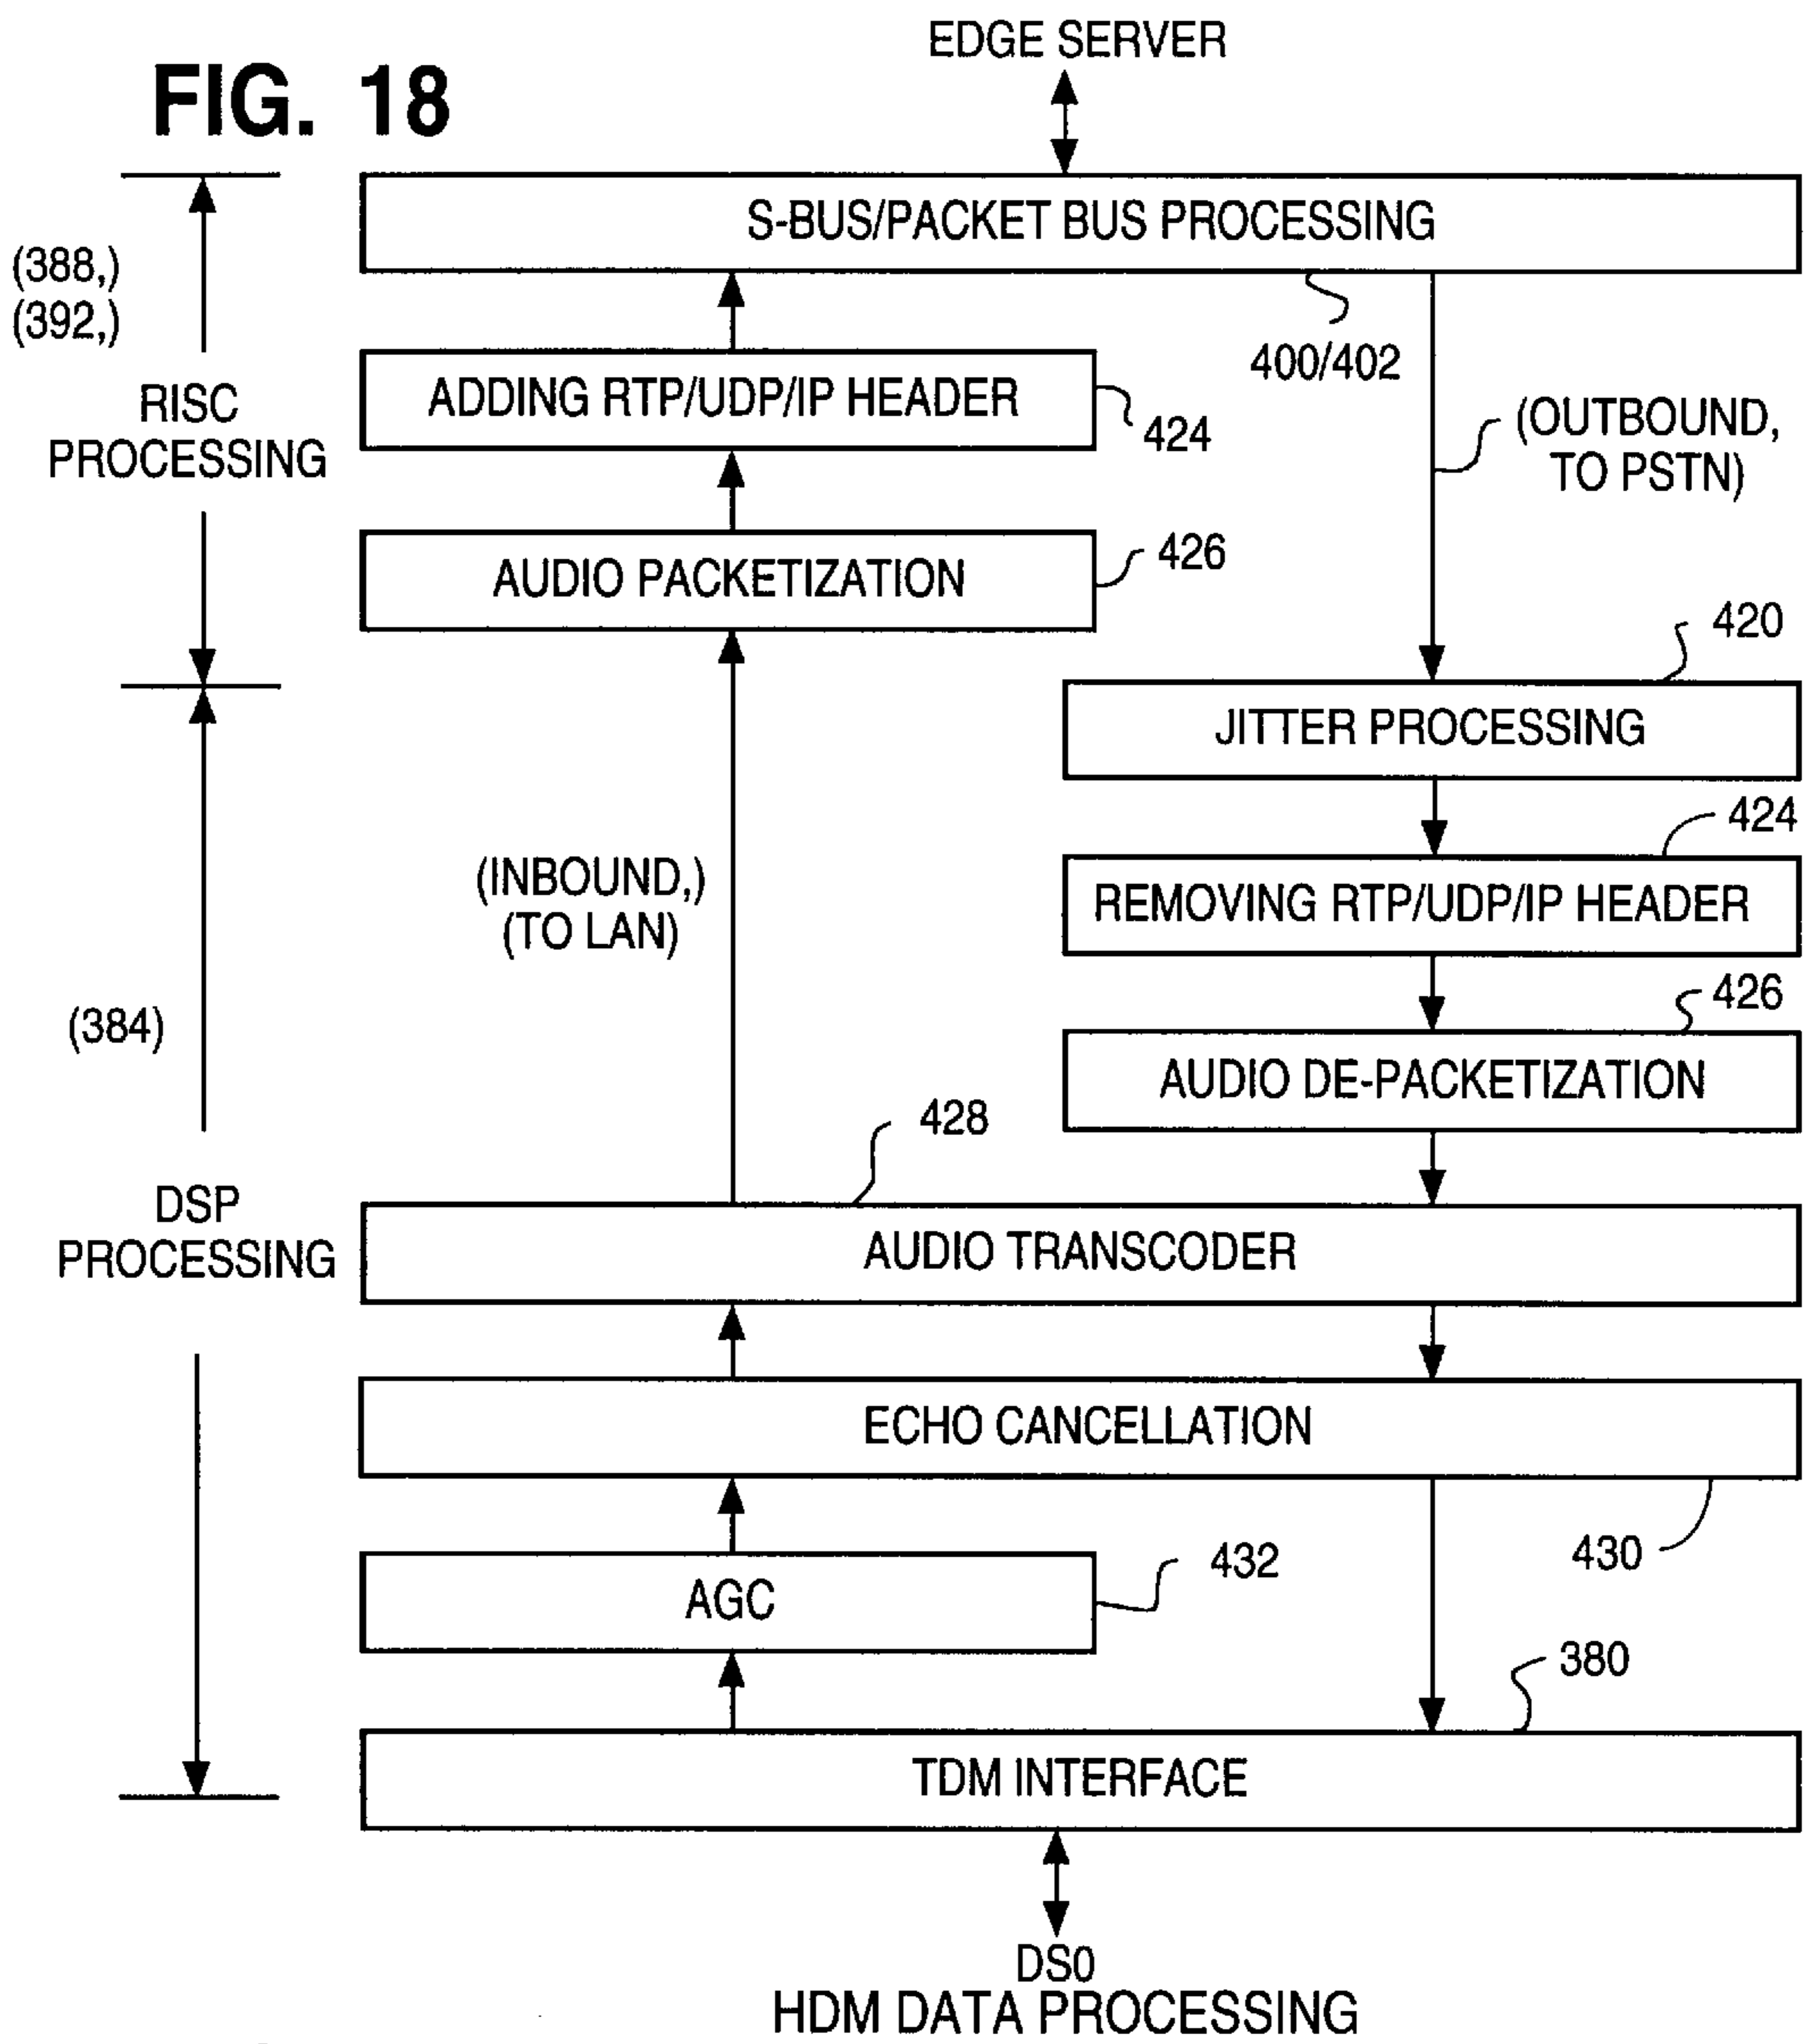 EDGE SERVER
FIG. 18
S-BUS/PACKET BUS PROCESSING
(388,)
(392,)
400/402
ADDING RTP/UDP/IP HEADER
424
RISC
PROCESSING
(OUTBOUND,
TO PSTN)
AUDIO PACKETIZATION
426
420
JITTER PROCESSING
424
(INBOUND,)
(TO LAN)
REMOVING RTP/UDP/IP HEADER
426
(384)
AUDIO DE-PACKETIZATION
428
DSP
PROCESSING
AUDIO TRANSCODER
ECHO CANCELLATION
430
432
AGC
380
TDM INTERFACE
DS0
HDM DATA PROCESSING